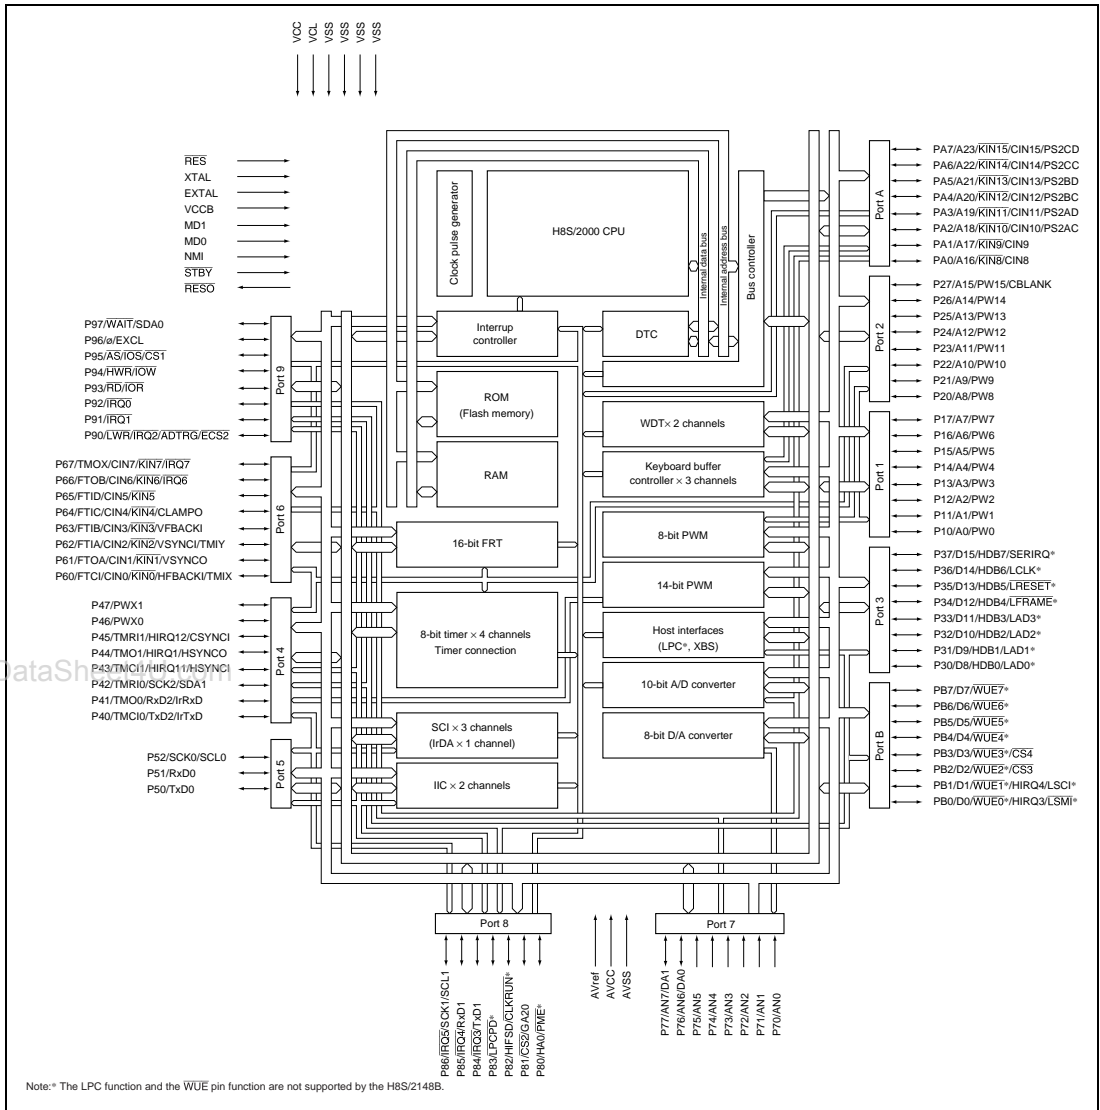 VCC
VCL
VSS
VSS
VSS
VSS
RES
XTAL
EXTAL
VCCB
MD1
MD0
NMI
STBY
RESO
Clock pulse generator
H8S/2000 CPU
Internal data bus
Internal address bus
Bus controller
Interrup
controller
DTC
ROM
(Flash memory)
RAM
WDT× 2 channels
Keyboard buffer
controller × 3 channels
16-bit FRT
8-bit PWM
14-bit PWM
8-bit timer × 4 channels
Timer connection
Host interfaces
(LPC*, XBS)
10-bit A/D converter
SCI × 3 channels
(IrDA × 1 channel)
8-bit D/A converter
IIC × 2 channels
P97/WAIT/SDA0
P96/ø/EXCL
P95/AS/IOS/CS1
P94/HWR/IOW
P93/RD/IOR
P92/IRQ0
P91/IRQ1
P90/LWR/IRQ2/ADTRG/ECS2
Port 9
P67/TMOX/CIN7/KIN7/IRQ7
P66/FTOB/CIN6/KIN6/IRQ6
P65/FTID/CIN5/KIN5
P64/FTIC/CIN4/KIN4/CLAMPO
P63/FTIB/CIN3/KIN3/VFBACKI
P62/FTIA/CIN2/KIN2/VSYNCI/TMIY
P61/FTOA/CIN1/KIN1/VSYNCO
P60/FTCI/CIN0/KIN0/HFBACKI/TMIX
Port 6
P47/PWX1
P46/PWX0
P45/TMRI1/HIRQ12/CSYNCI
P44/TMO1/HIRQ1/HSYNCO
P43/TMCI1/HIRQ11/HSYNCI
P42/TMRI0/SCK2/SDA1
P41/TMO0/RxD2/IrRxD
P40/TMCI0/TxD2/IrTxD
Port 4
DataSheet4U.com
P52/SCK0/SCL0
P51/RxD0
P50/TxD0
Port 5
Port A
PA7/A23/KIN15/CIN15/PS2CD
PA6/A22/KIN14/CIN14/PS2CC
PA5/A21/KIN13/CIN13/PS2BD
PA4/A20/KIN12/CIN12/PS2BC
PA3/A19/KIN11/CIN11/PS2AD
PA2/A18/KIN10/CIN10/PS2AC
PA1/A17/KIN9/CIN9
PA0/A16/KIN8/CIN8
Port 2
P27/A15/PW15/CBLANK
P26/A14/PW14
P25/A13/PW13
P24/A12/PW12
P23/A11/PW11
P22/A10/PW10
P21/A9/PW9
P20/A8/PW8
Port 1
P17/A7/PW7
P16/A6/PW6
P15/A5/PW5
P14/A4/PW4
P13/A3/PW3
P12/A2/PW2
P11/A1/PW1
P10/A0/PW0
Port 3
P37/D15/HDB7/SERIRQ*
P36/D14/HDB6/LCLK*
P35/D13/HDB5/LRESET*
P34/D12/HDB4/LFRAME*
P33/D11/HDB3/LAD3*
P32/D10/HDB2/LAD2*
P31/D9/HDB1/LAD1*
P30/D8/HDB0/LAD0*
Port B
PB7/D7/WUE7*
PB6/D6/WUE6*
PB5/D5/WUE5*
PB4/D4/WUE4*
PB3/D3/WUE3*/CS4
PB2/D2/WUE2*/CS3
PB1/D1/WUE1*/HIRQ4/LSCI*
PB0/D0/WUE0*/HIRQ3/LSMI*
Port 8
P86/IRQ5/SCK1/SCL1
P85/IRQ4/RxD1
P84/IRQ3/TxD1
P83/LPCPD*
P82/HIFSD/CLKRUN*
P81/CS2/GA20
P80/HA0/PME*
AVref
AVCC
AVSS
Port 7
P77/AN7/DA1
P76/AN6/DA0
P75/AN5
P74/AN4
P73/AN3
P72/AN2
P71/AN1
P70/AN0
Note:* The LPC function and the WUE pin function are not supported by the H8S/2148B.